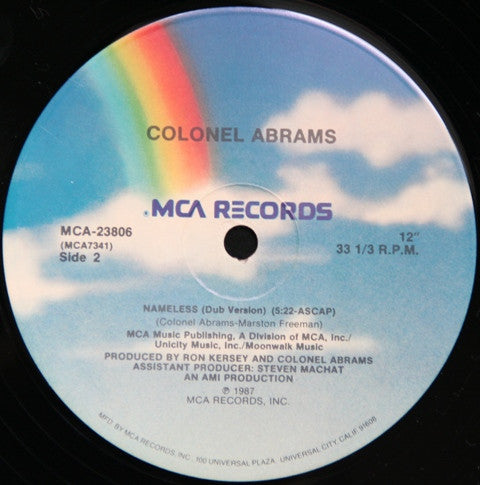 COLONEL ABRAMS
MCA RECORDS
MCA-23806
(MCA7341)
Side 2
12"
33 1/3 R.P.M.
NAMELESS (Dub Version) (5:22-ASCAP)
(Colonel Abrams-Marston Freeman)
MCA Music Publishing, A Division of MCA, Inc./
Unicity Music, Inc./Moonwalk Music
PRODUCED BY RON KERSEY AND COLONEL ABRAMS
ASSISTANT PRODUCER: STEVEN MACHAT
AN AMI PRODUCTION
℗ 1987
MCA RECORDS, INC.
MFD. BY MCA RECORDS, INC., 100 UNIVERSAL PLAZA UNIVERSAL CITY, CALIF. 91608